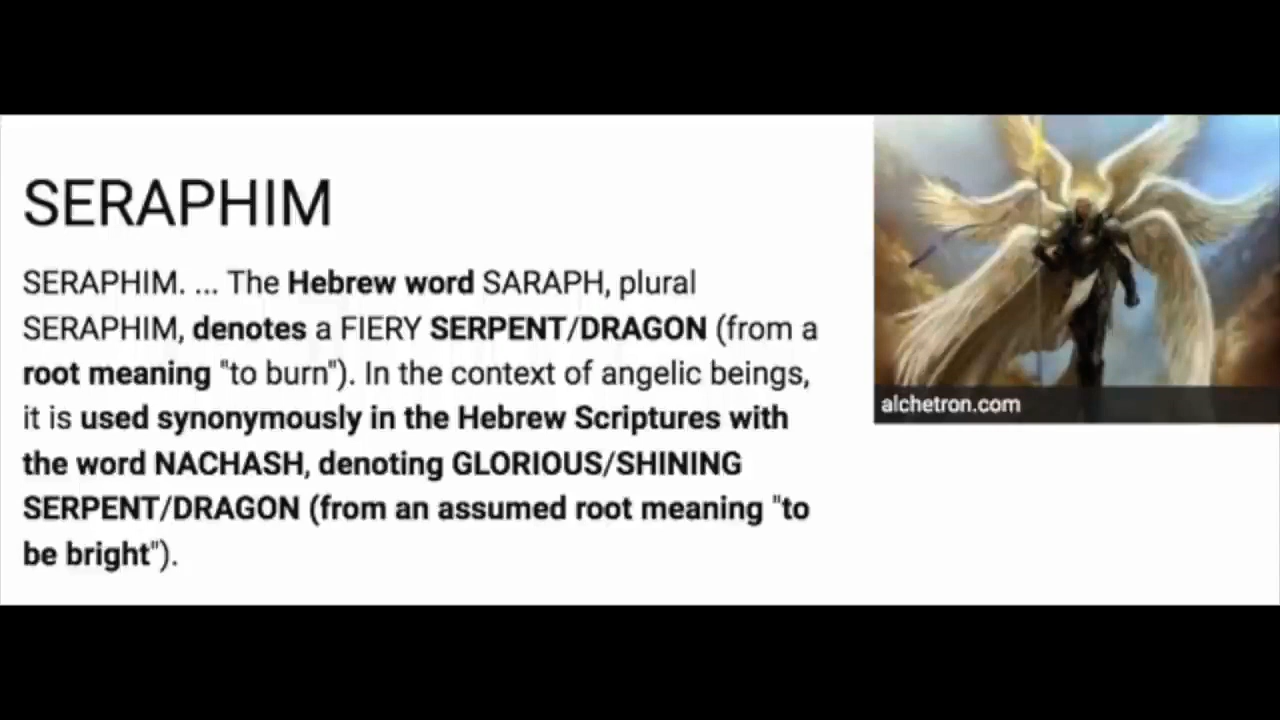 SERAPHIM
SERAPHIM. ... The Hebrew word SARAPH, plural
SERAPHIM, denotes a FIERY SERPENT/DRAGON (from a
root meaning "to burn"). In the context of angelic beings,
it is used synonymously in the Hebrew Scriptures with
the word NACHASH, denoting GLORIOUS/SHINING
SERPENT/DRAGON (from an assumed root meaning "to
be bright").
alchetron.com